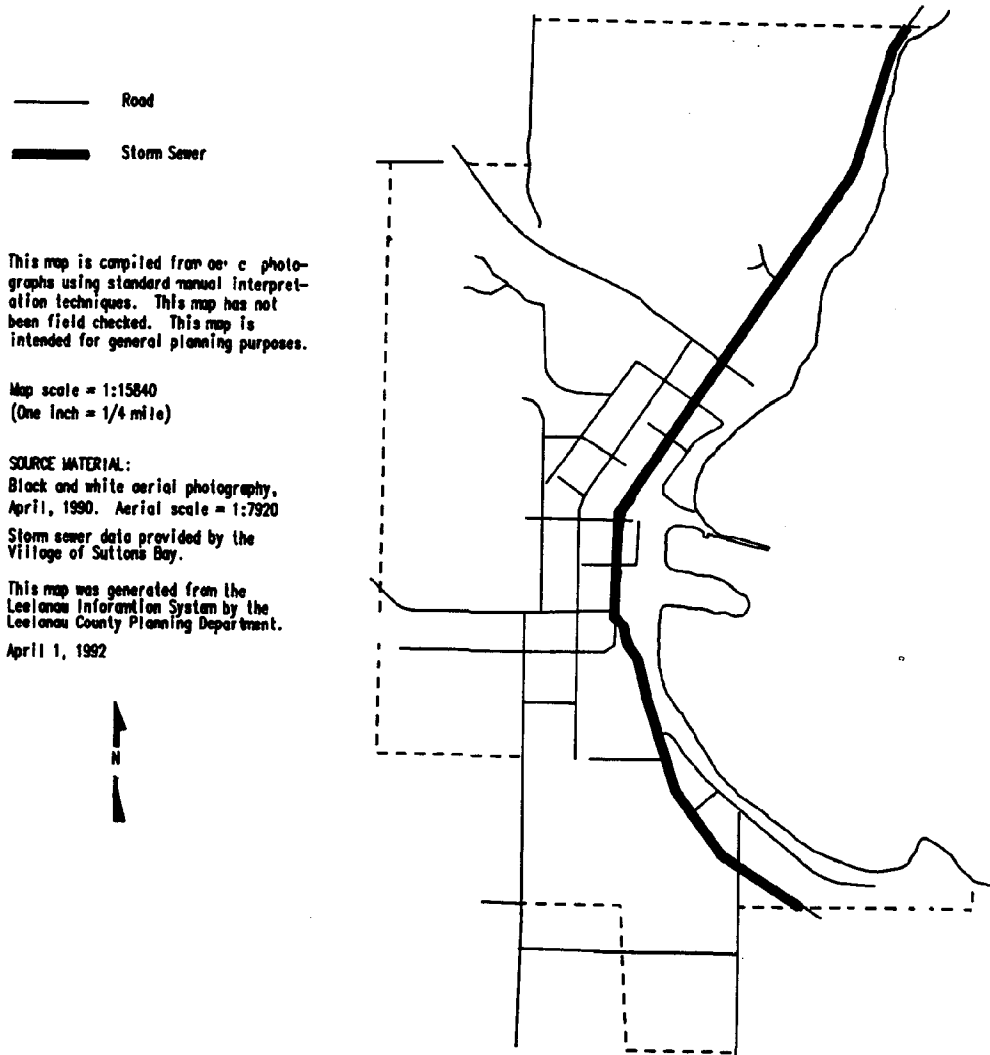 Road
Storm Sewer
This map is compiled from c photo-
graphs using standard manual interpret-
ation techniques. This map has not
been field checked. This map is
intended for general planning purposes.
Map scale = 1:15840
(One inch = 1/4 mile)
SOURCE MATERIAL:
Black and white aerial photography,
April, 1990. Aerial scale = 1:7920
Storm sewer data provided by the
Village of Suttons Bay.
This map was generated from the
Leelanau Inforamtion System by the
Leelanau County Planning Department.
April 1, 1992
N